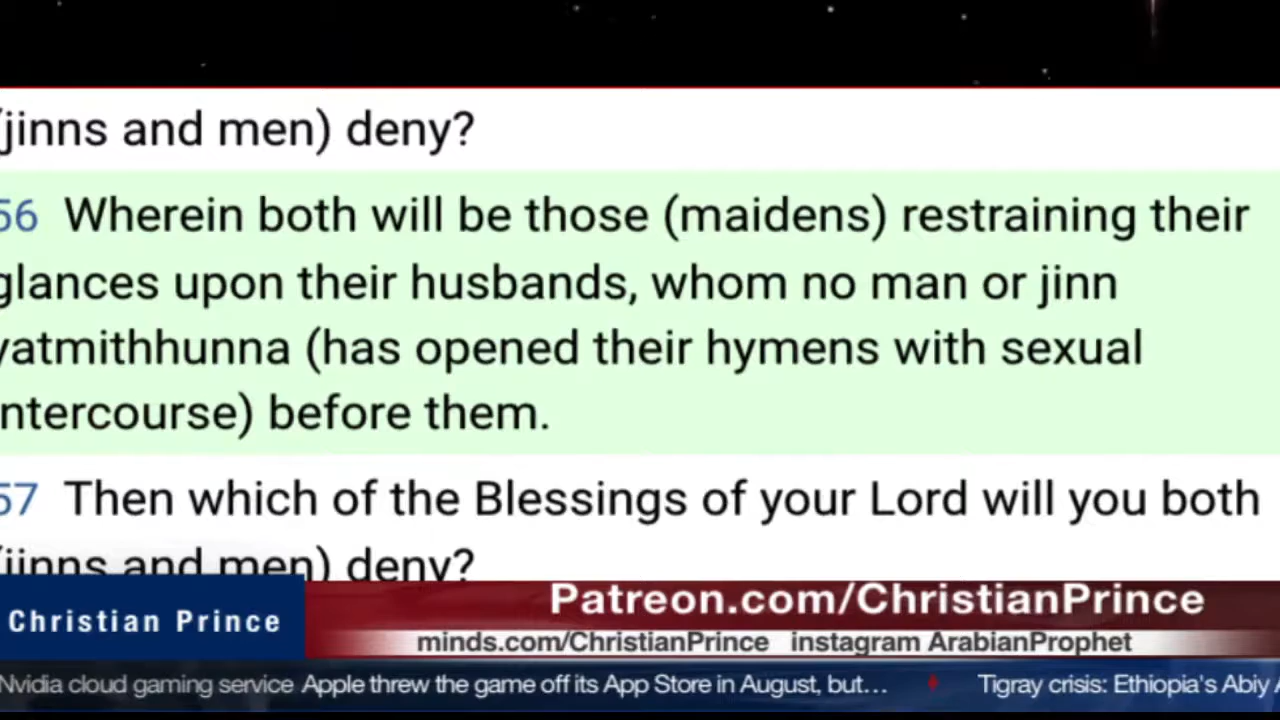 (jinns and men) deny?
56 Wherein both will be those (maidens) restraining their
glances upon their husbands, whom no man or jinn
yatmithhunna (has opened their hymens with sexual
ntercourse) before them.
57 Then which of the Blessings of your Lord will you both
(jinns and men) deny?
Christian Prince
Patreon.com/ChristianPrince
minds.com/ChristianPrince instagram ArabianProphet
Nvidia cloud gaming service Apple threw the game off its App Store in August, but... Tigray crisis: Ethiopia's Abiy A